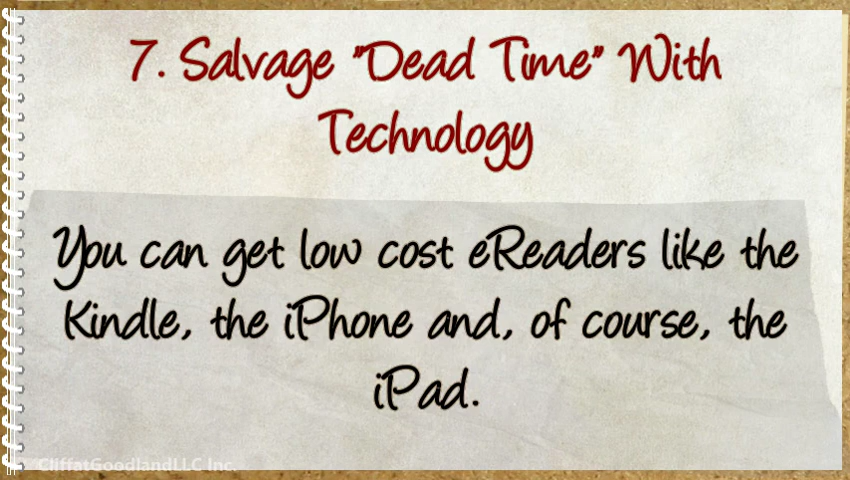 7. Salvage "Dead Time" With
Technology
You can get low cost eReaders like the
Kindle, the iPhone and, of course, the
iPad.
CliffatGoodlandLLC Inc.